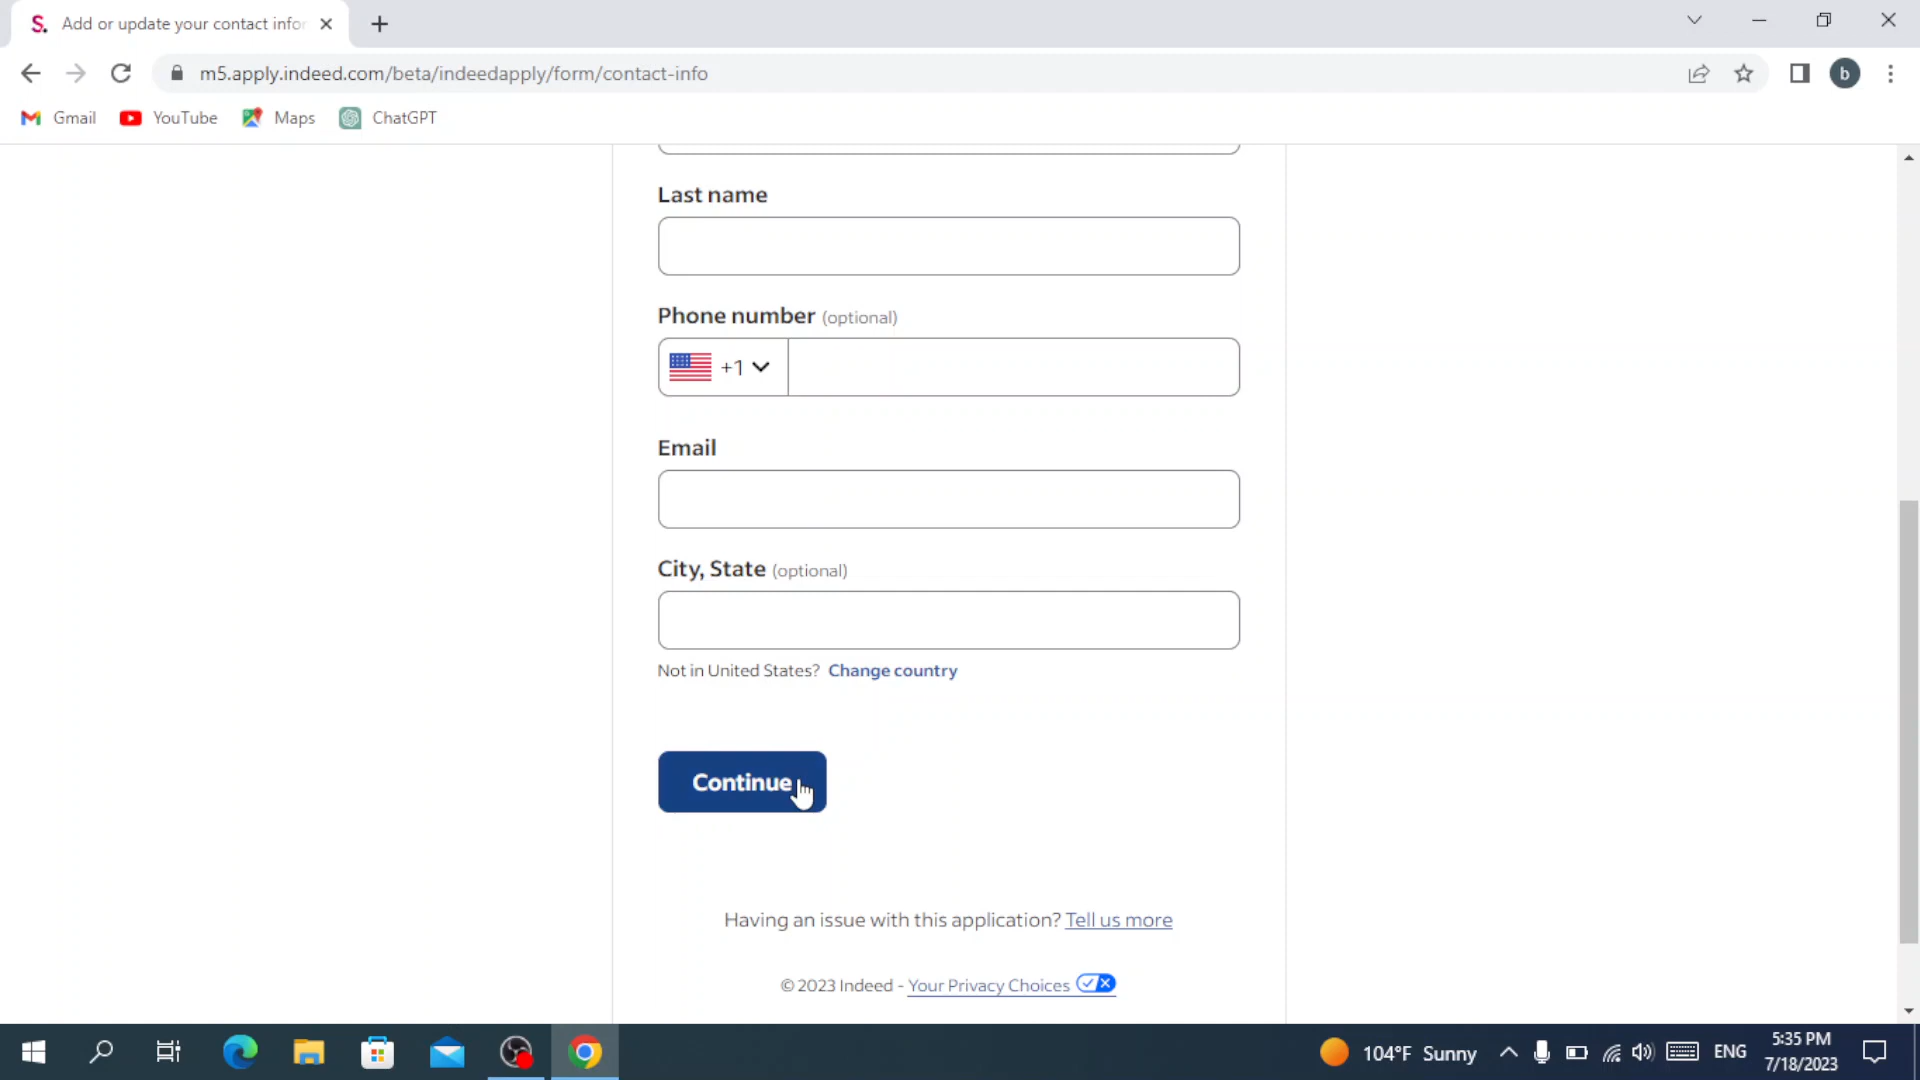 S. Add or update your contact infor
m5.apply.indeed.com/beta/indeedapply/form/contact-info
b
Gmail YouTube Maps ChatGPT
Last name
Phone number (optional)
+1
Email
City, State (optional)
Not in United States? Change country
Continue
Having an issue with this application? Tell us more
© 2023 Indeed - Your Privacy Choices
104°F Sunny ENG 5:35 PM
7/18/2023